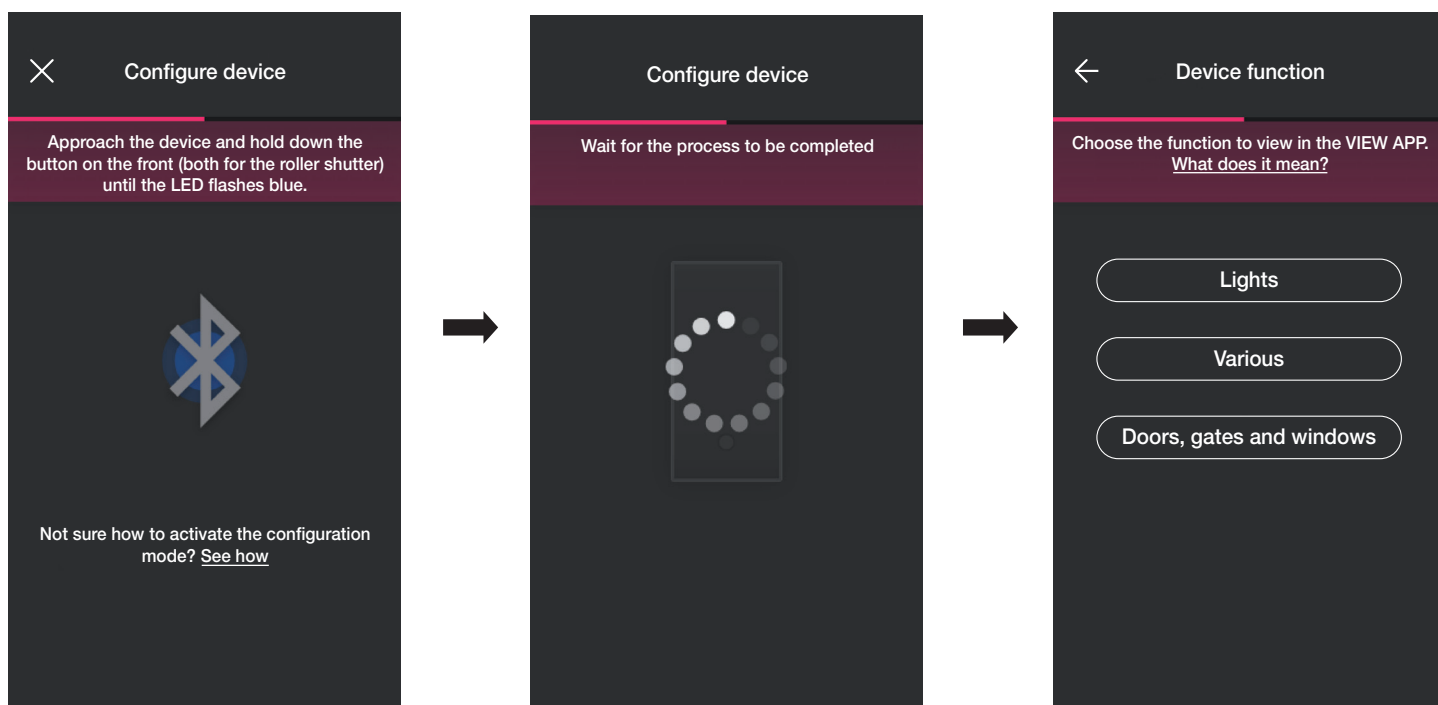 Configure device
Approach the device and hold down the
button on the front (both for the roller shutter)
until the LED flashes blue.
Not sure how to activate the configuration
mode? See how
Configure device
Wait for the process to be completed
Device function
Choose the function to view in the VIEW APP.
What does it mean?
Lights
Various
Doors, gates and windows